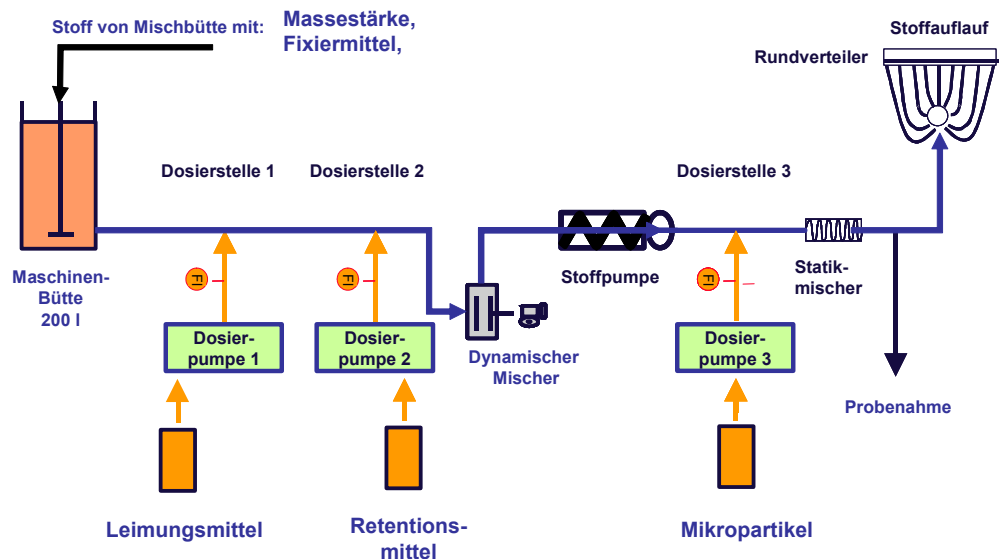 Stoff von Mischbütte mit:
Massestärke,
Fixiermittel,
Stoffauflauf
Rundverteiler
Dosierstelle 1
Dosierstelle 2
Dosierstelle 3
Maschinen-
Bütte
200 l
FI
FI
FI
Stoffpumpe
Statik-
mischer
Dosier-
pumpe 1
Dosier-
pumpe 2
Dynamischer
Mischer
Dosier-
pumpe 3
Probenahme
Leimungsmittel
Retentions-
mittel
Mikropartikel